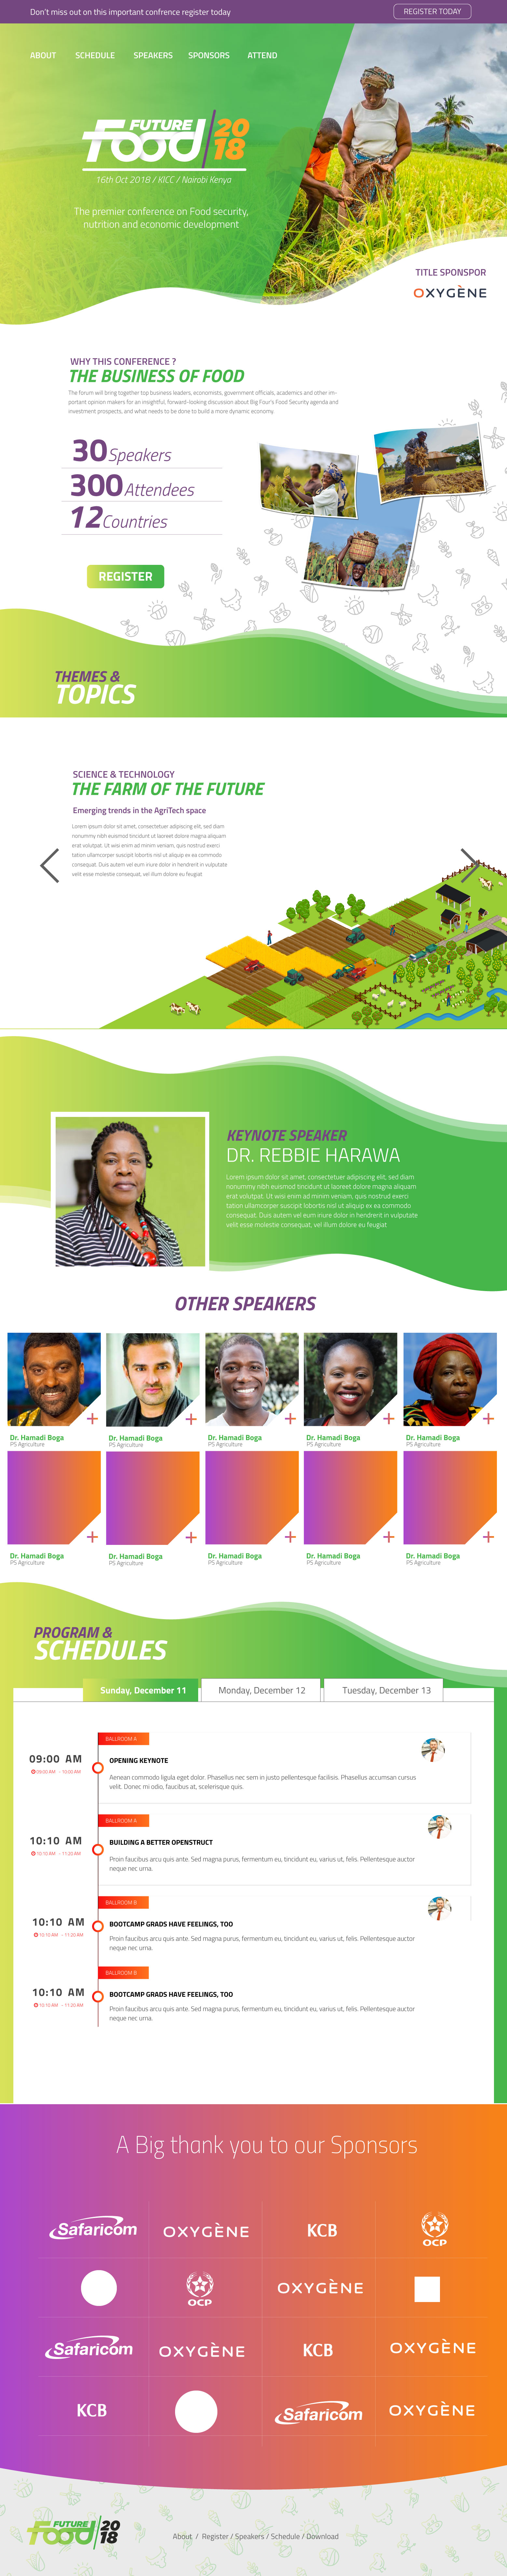 Don't miss out on this important confrence register today
REGISTER TODAY
ABOUT SCHEDULE SPEAKERS SPONSORS ATTEND
FUTURE Food 2018
16th Oct 2018 / KICC / Nairobi Kenya
The premier conference on Food security,
nutrition and economic development
TITLE SPONSPOR
OXYGÈNE
WHY THIS CONFERENCE ?
THE BUSINESS OF FOOD
The forum will bring together top business leaders, economists, government officials, academics and other im-
portant opinion makers for an insightful, forward-looking discussion about Big Four's Food Security agenda and
investment prospects, and what needs to be done to build a more dynamic economy.
30 Speakers
300 Attendees
12 Countries
REGISTER
THEMES &
TOPICS
SCIENCE & TECHNOLOGY
THE FARM OF THE FUTURE
Emerging trends in the AgriTech space
Lorem ipsum dolor sit amet, consectetuer adipiscing elit, sed diam
nonummy nibh euismod tincidunt ut laoreet dolore magna aliquam
erat volutpat. Ut wisi enim ad minim veniam, quis nostrud exerci
tation ullamcorper suscipit lobortis nisl ut aliquip ex ea commodo
consequat. Duis autem vel eum iriure dolor in hendrerit in vulputate
velit esse molestie consequat, vel illum dolore eu feugiat
KEYNOTE SPEAKER
DR. REBBIE HARAWA
Lorem ipsum dolor sit amet, consectetuer adipiscing elit, sed diam
nonummy nibh euismod tincidunt ut laoreet dolore magna aliquam
erat volutpat. Ut wisi enim ad minim veniam, quis nostrud exerci
tation ullamcorper suscipit lobortis nisl ut aliquip ex ea commodo
consequat. Duis autem vel eum iriure dolor in hendrerit in vulputate
velit esse molestie consequat, vel illum dolore eu feugiat
OTHER SPEAKERS
Dr. Hamadi Boga Dr. Hamadi Boga Dr. Hamadi Boga Dr. Hamadi Boga Dr. Hamadi Boga
PS Agriculture PS Agriculture PS Agriculture PS Agriculture PS Agriculture
Dr. Hamadi Boga Dr. Hamadi Boga Dr. Hamadi Boga Dr. Hamadi Boga Dr. Hamadi Boga
PS Agriculture PS Agriculture PS Agriculture PS Agriculture PS Agriculture
PROGRAM &
SCHEDULES
Sunday, December 11 Monday, December 12 Tuesday, December 13
BALLROOM A
09:00 AM
09:00 AM - 10:00 AM
OPENING KEYNOTE
Aenean commodo ligula eget dolor. Phasellus nec sem in justo pellentesque facilisis. Phasellus accumsan cursus
velit. Donec mi odio, faucibus at, scelerisque quis.
BALLROOM A
10:10 AM
10:10 AM - 11:20 AM
BUILDING A BETTER OPENSTRUCT
Proin faucibus arcu quis ante. Sed magna purus, fermentum eu, tincidunt eu, varius ut, felis. Pellentesque auctor
neque nec urna.
BALLROOM B
10:10 AM
10:10 AM - 11:20 AM
BOOTCAMP GRADS HAVE FEELINGS, TOO
Proin faucibus arcu quis ante. Sed magna purus, fermentum eu, tincidunt eu, varius ut, felis. Pellentesque auctor
neque nec urna.
BALLROOM B
10:10 AM
10:10 AM - 11:20 AM
BOOTCAMP GRADS HAVE FEELINGS, TOO
Proin faucibus arcu quis ante. Sed magna purus, fermentum eu, tincidunt eu, varius ut, felis. Pellentesque auctor
neque nec urna.
A Big thank you to our Sponsors
Safaricom OXYGÈNE KCB OCP
OCP OXYGÈNE
Safaricom OXYGÈNE KCB OXYGÈNE
KCB Safaricom OXYGÈNE
FUTURE Food 2018
About / Register / Speakers / Schedule / Download